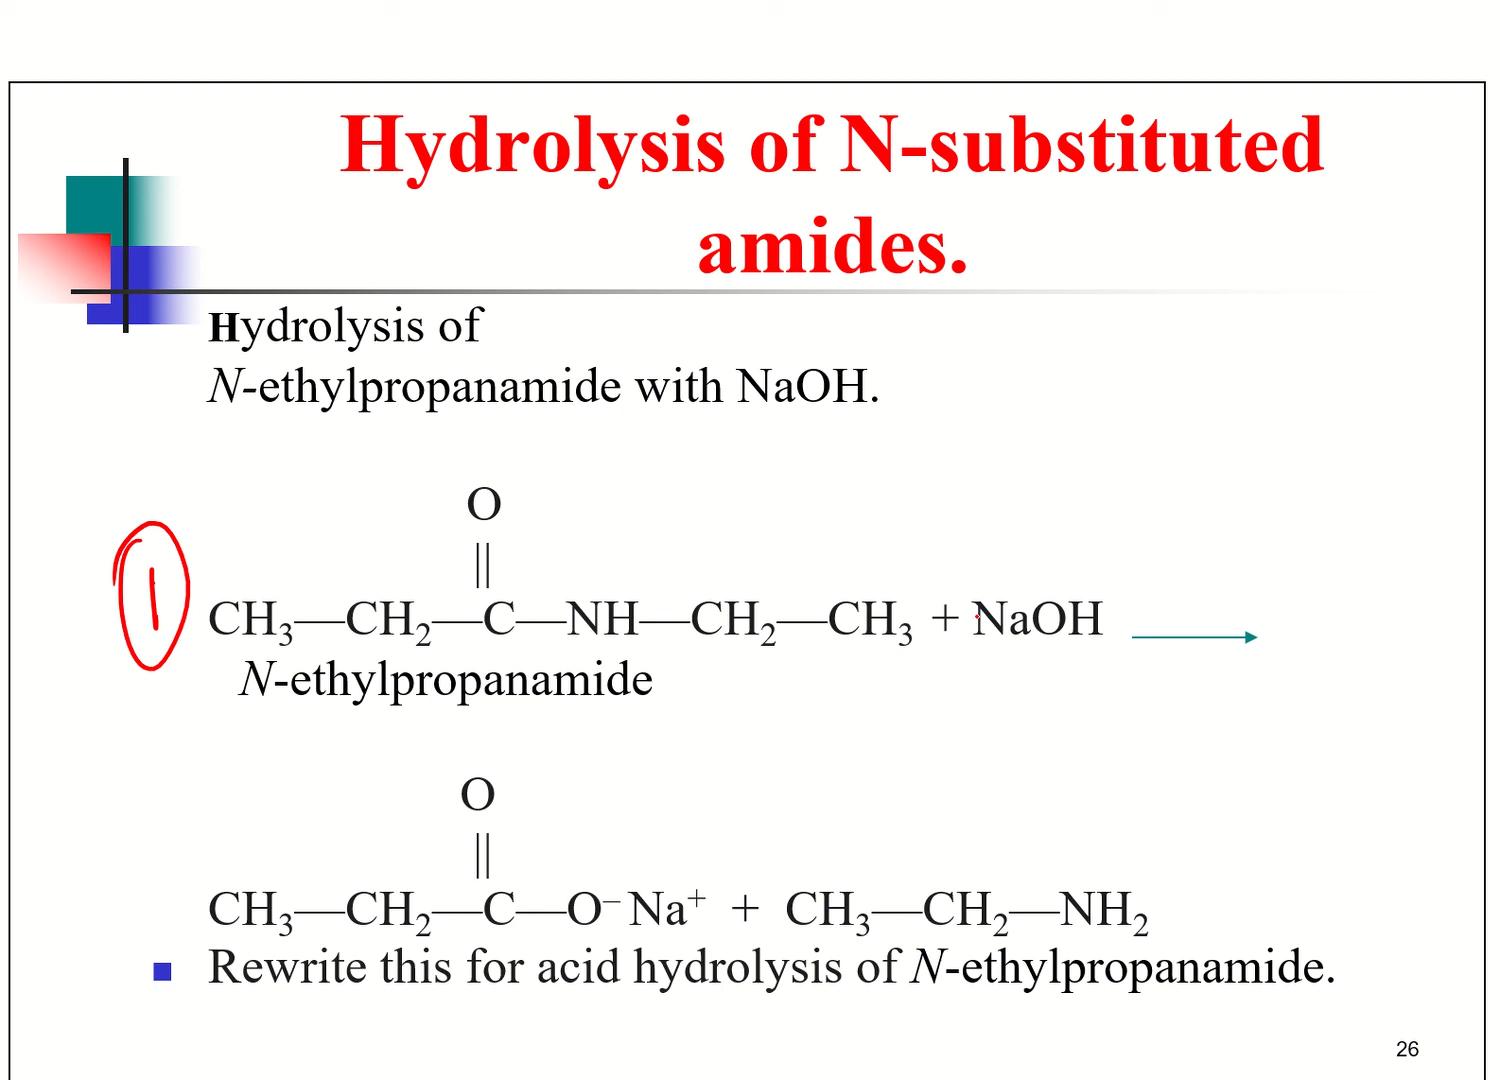 Hydrolysis of N-substituted
amides.
Hydrolysis of
N-ethylpropanamide with NaOH.
O
||
1
CH₃—CH₂—C—NH—CH₂—CH₃ + NaOH
N-ethylpropanamide
O
||
CH₃—CH₂—C—O⁻ Na⁺ + CH₃—CH₂—NH₂
Rewrite this for acid hydrolysis of N-ethylpropanamide.
26